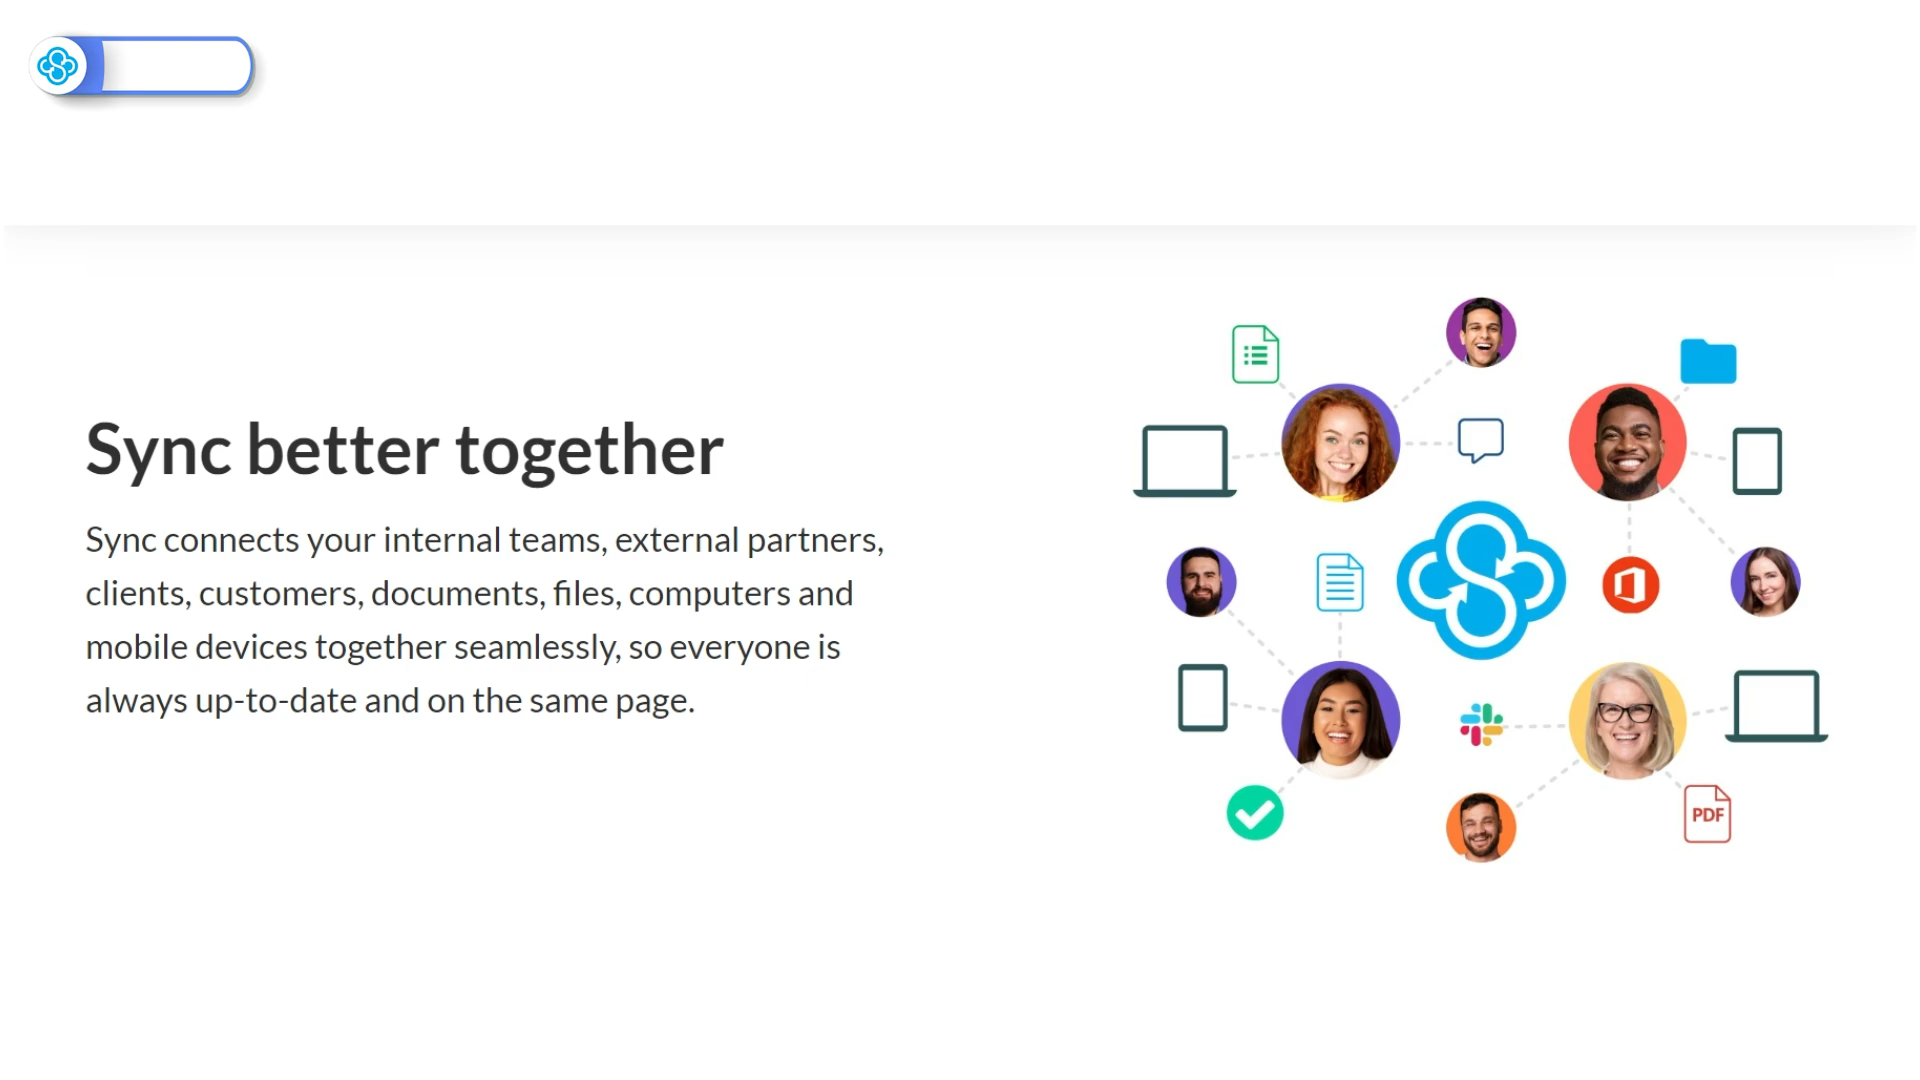 Sync better together
Sync connects your internal teams, external partners,
clients, customers, documents, files, computers and
mobile devices together seamlessly, so everyone is
always up-to-date and on the same page.
PDF